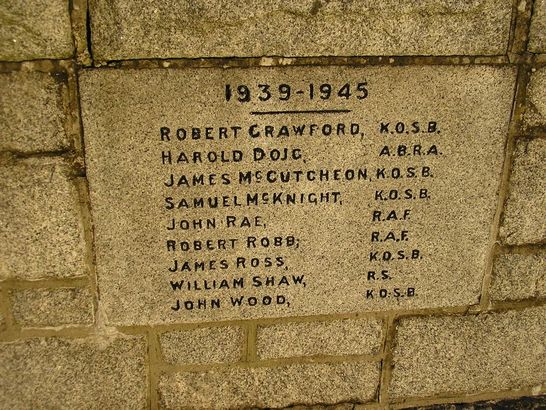 1939-1945
ROBERT CRAWFORD, K.O.S.B.
HAROLD DOIG, A.B.R.A.
JAMES McCUTCHEON, K.O.S.B.
SAMUEL McKNIGHT, K.O.S.B.
JOHN RAE, R.A.F.
ROBERT ROBB, R.A.F.
JAMES ROSS, K.O.S.B.
WILLIAM SHAW, R.S.
JOHN WOOD, K.O.S.B.